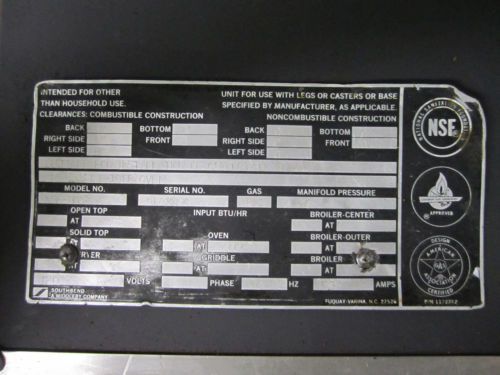 INTENDED FOR OTHER
THAN HOUSEHOLD USE.
UNIT FOR USE WITH LEGS OR CASTERS OR BASE
SPECIFIED BY MANUFACTURER, AS APPLICABLE.
CLEARANCES: COMBUSTIBLE CONSTRUCTION
NONCOMBUSTIBLE CONSTRUCTION
BACK BOTTOM BACK BOTTOM
RIGHT SIDE FRONT RIGHT SIDE FRONT
LEFT SIDE LEFT SIDE
MODEL NO. SERIAL NO. GAS MANIFOLD PRESSURE
OPEN TOP INPUT BTU/HR BROILER-CENTER
AT AT
SOLID TOP OVEN BROILER-OUTER
AT AT AT
GRIDDLE BROILER
AT AT
VOLTS PHASE HZ AMPS
SOUTHBEND
A MIDDLEBY COMPANY
FUQUAY-VARINA, N.C. 27526
NSF
APPROVED
DESIGN
AMERICAN
ASSOCIATION
CERTIFIED